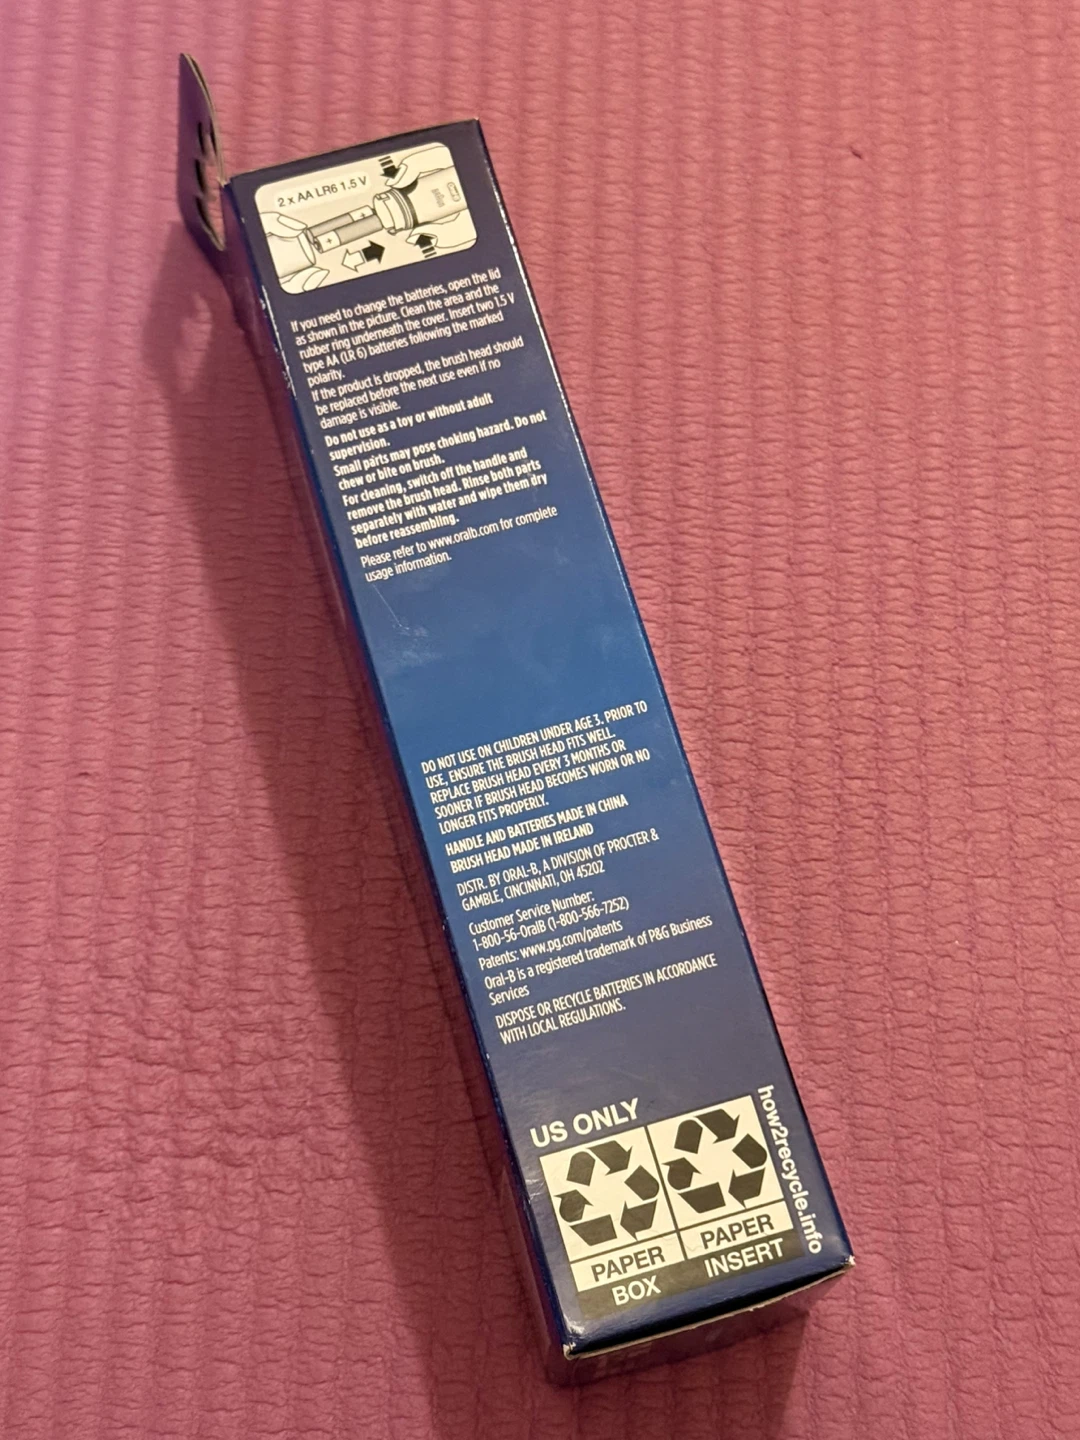 2 x AA LR6 1.5 V
If you need to change the batteries, open the lid
as shown in the picture. Clean the area and the
rubber ring underneath the cover. Insert two 1.5 V
type AA (LR 6) batteries following the marked
polarity.
If the product is dropped, the brush head should
be replaced before the next use even if no
damage is visible.
Do not use as a toy or without adult
supervision.
Small parts may pose choking hazard. Do not
chew or bite on brush.
For cleaning, switch off the handle and
remove the brush head. Rinse both parts
separately with water and wipe them dry
before reassembling.
Please refer to www.oralb.com for complete
usage information.
DO NOT USE ON CHILDREN UNDER AGE 3. PRIOR TO
USE, ENSURE THE BRUSH HEAD FITS WELL.
REPLACE BRUSH HEAD EVERY 3 MONTHS OR
SOONER IF BRUSH HEAD BECOMES WORN OR NO
LONGER FITS PROPERLY.
HANDLE AND BATTERIES MADE IN CHINA
BRUSH HEAD MADE IN IRELAND
DISTR. BY ORAL-B, A DIVISION OF PROCTER &
GAMBLE, CINCINNATI, OH 45202
Customer Service Number:
1-800-56-OralB (1-800-566-7252)
Patents: www.pg.com/patents
Oral-B is a registered trademark of P&G Business
Services
DISPOSE OR RECYCLE BATTERIES IN ACCORDANCE
WITH LOCAL REGULATIONS.
US ONLY
PAPER
BOX
PAPER
INSERT
how2recycle.info